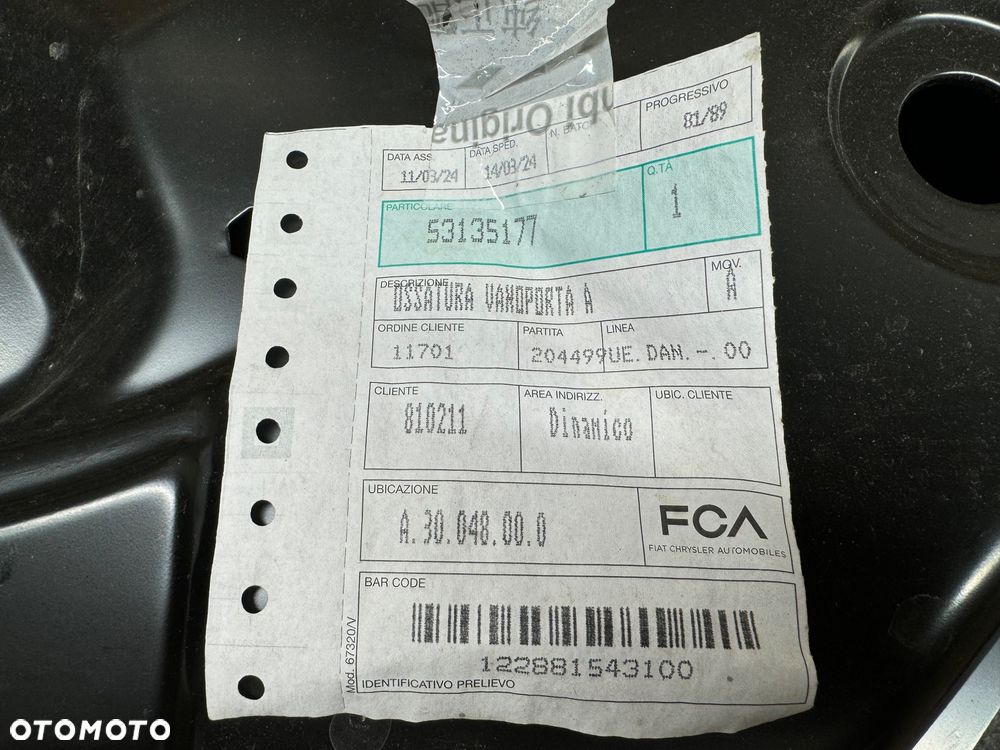 DATA ASS.
11/03/24
DATA SPED.
14/03/24
N. BATC.
PROGRESSIVO
81/89
PARTICOLARE
53135177
Q.TÀ
1
DESCRIZIONE
OSSATURA VANOPORTA A
MOV.
A
ORDINE CLIENTE
11701
PARTITA
204499
LINEA
UE. DAN.-. 00
CLIENTE
810211
AREA INDIRIZZ.
Dinamico
UBIC. CLIENTE
UBICAZIONE
A.30.048.00.0
FCA
FIAT CHRYSLER AUTOMOBILES
BAR CODE
122881543100
IDENTIFICATIVO PRELIEVO
Mod. 67320/V
OTOMOTO